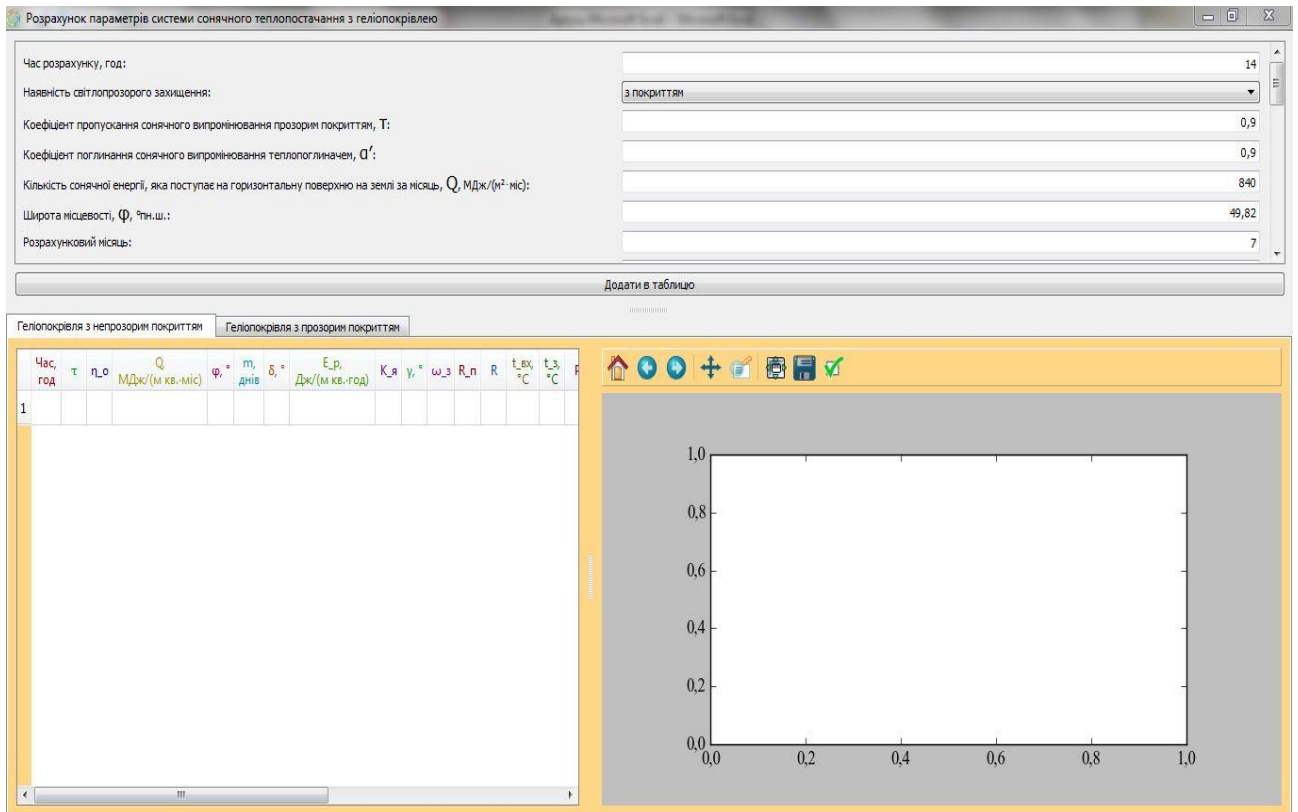 Розрахунок параметрів системи сонячного теплопостачання з геліопокрівлею
Час розрахунку, год:
14
Наявність світлопрозорого захищення:
з покриттям
Коефіцієнт пропускання сонячного випромінювання прозорим покриттям, Τ:
0,9
Коефіцієнт поглинання сонячного випромінювання теплопоглиначем, α′:
0,9
Кількість сонячної енергії, яка поступає на горизонтальну поверхню на землі за місяць, Q, МДж/(м²·міс):
840
Широта місцевості, φ, °пн.ш.:
49,82
Розрахунковий місяць:
7
Додати в таблицю
Геліопокрівля з непрозорим покриттям
Геліопокрівля з прозорим покриттям
Час, год
τ
η_о
Q, МДж/(м кв.·міс)
φ, °
m, днів
δ, °
E_р, Дж/(м кв.·год)
К_я
γ, °
ω_з
R_п
R
t_вх, °C
t_з, °C
1
1,0
0,8
0,6
0,4
0,2
0,0
0,0 0,2 0,4 0,6 0,8 1,0